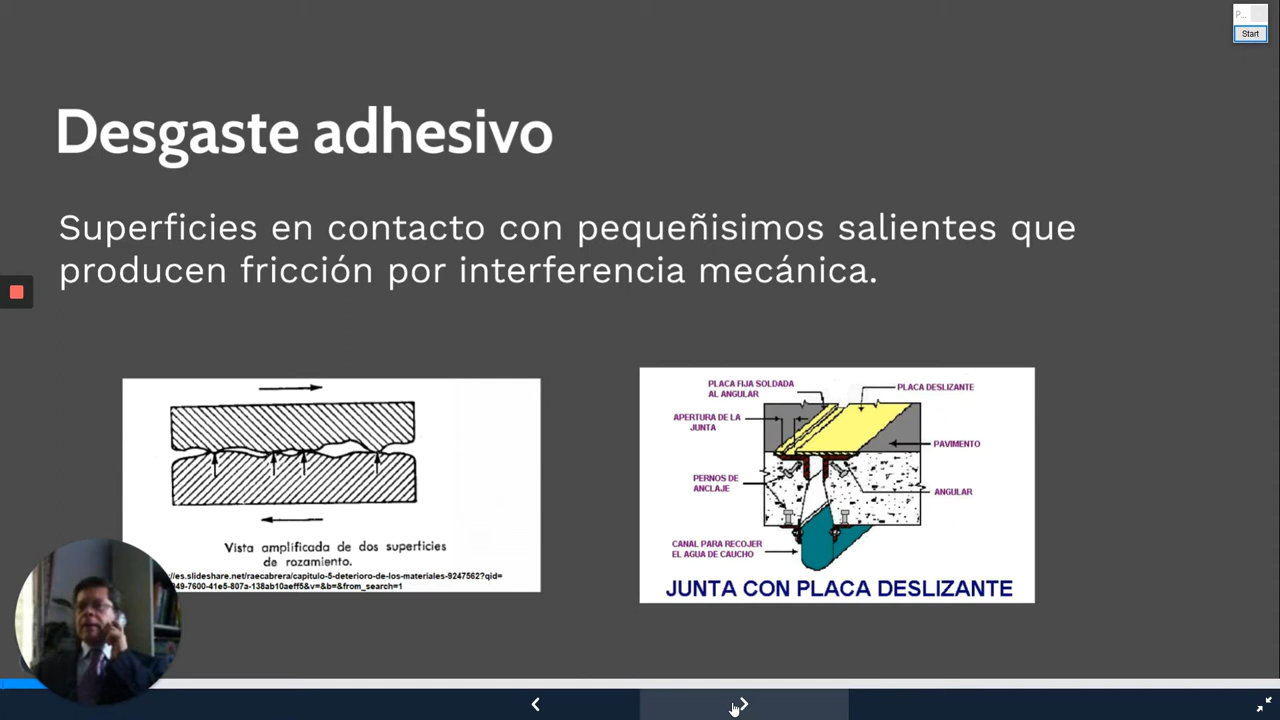 Start
Desgaste adhesivo
Superficies en contacto con pequeñisimos salientes que
producen fricción por interferencia mecánica.
Vista amplificada de dos superficies
de rozamiento.
//es.slideshare.net/raecabrera/capitulo-5-deterioro-de-los-materiales-9247562?qid=
949-7600-41e5-807a-138ab10aeff5&v=&b=&from_search=1
PLACA FIJA SOLDADA
AL ANGULAR
PLACA DESLIZANTE
APERTURA DE LA
JUNTA
PAVIMENTO
PERNOS DE
ANCLAJE
ANGULAR
CANAL PARA RECOJER
EL AGUA DE CAUCHO
JUNTA CON PLACA DESLIZANTE